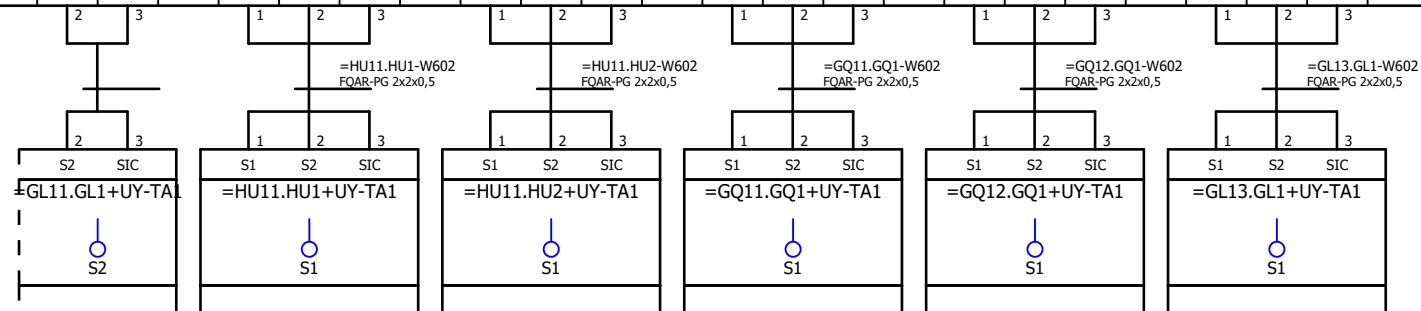 2 3 1 2 3 1 2 3 1 2 3 1 2 3 1 2 3
=HU11.HU1-W602 =HU11.HU2-W602 =GQ11.GQ1-W602 =GQ12.GQ1-W602 =GL13.GL1-W602
FQAR-PG 2x2x0,5 FQAR-PG 2x2x0,5 FQAR-PG 2x2x0,5 FQAR-PG 2x2x0,5 FQAR-PG 2x2x0,5
2 3 1 2 3 1 2 3 1 2 3 1 2 3 1 2 3
S2 SIC S1 S2 SIC S1 S2 SIC S1 S2 SIC S1 S2 SIC S1 S2 SIC
=GL11.GL1+UY-TA1 =HU11.HU1+UY-TA1 =HU11.HU2+UY-TA1 =GQ11.GQ1+UY-TA1 =GQ12.GQ1+UY-TA1 =GL13.GL1+UY-TA1
S2 S1 S1 S1 S1 S1